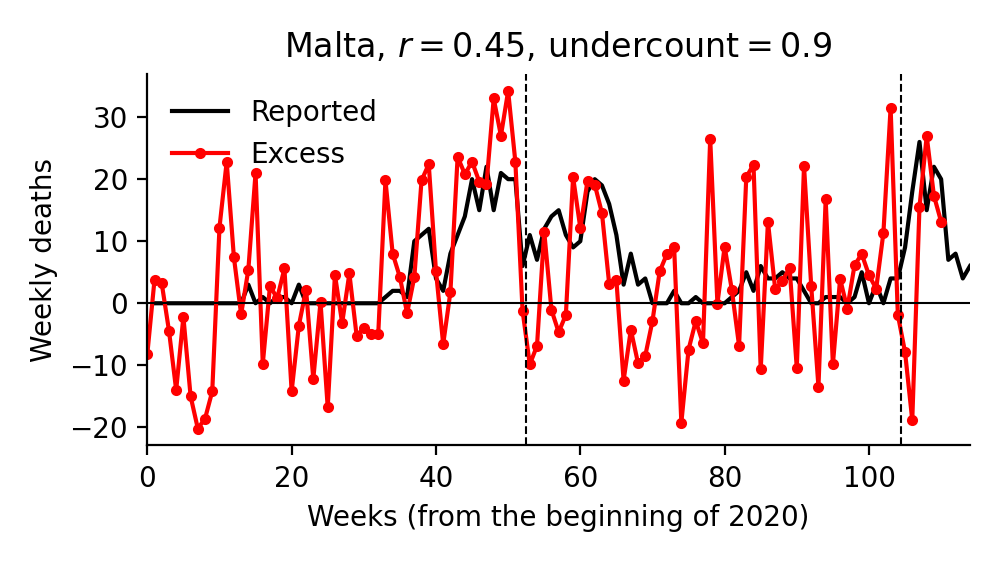 Malta, r = 0.45, undercount = 0.9
Reported
Excess
Weekly deaths
30
20
10
0
−10
−20
0 20 40 60 80 100
Weeks (from the beginning of 2020)